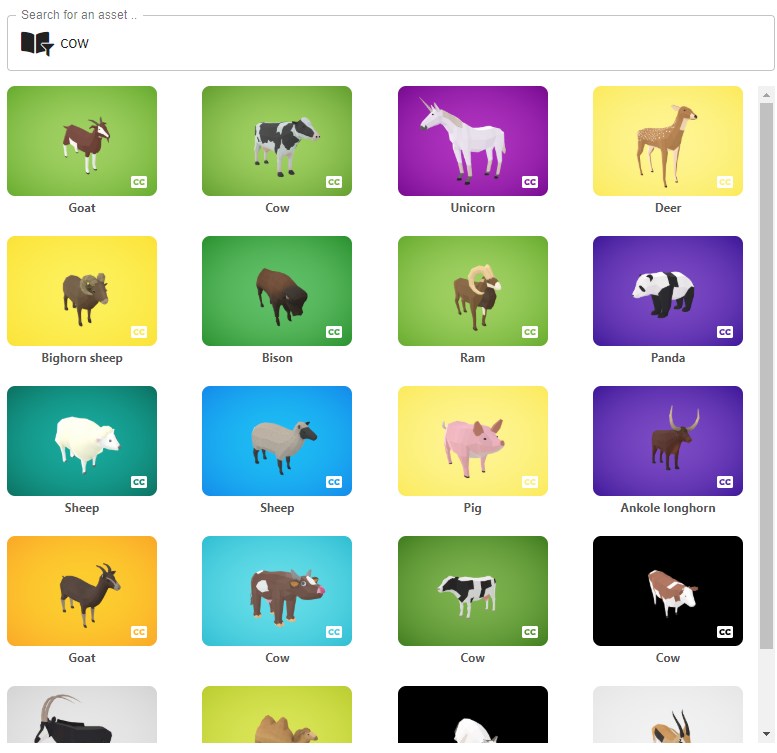 Search for an asset ..
cow
CC
CC
CC
CC
Goat
Cow
Unicorn
Deer
CC
CC
CC
CC
Bighorn sheep
Bison
Ram
Panda
CC
CC
CC
CC
Sheep
Sheep
Pig
Ankole longhorn
CC
CC
CC
CC
Goat
Cow
Cow
Cow